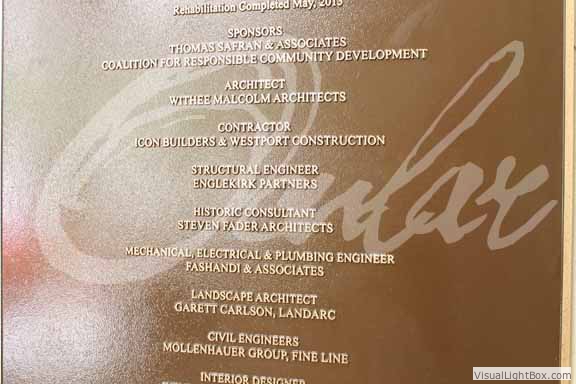 Rehabilitation Completed May, 2013
SPONSORS
THOMAS SAFRAN & ASSOCIATES
COALITION FOR RESPONSIBLE COMMUNITY DEVELOPMENT
ARCHITECT
WITHEE MALCOLM ARCHITECTS
CONTRACTOR
ICON BUILDERS & WESTPORT CONSTRUCTION
STRUCTURAL ENGINEER
ENGLEKIRK PARTNERS
HISTORIC CONSULTANT
STEVEN FADER ARCHITECTS
MECHANICAL, ELECTRICAL & PLUMBING ENGINEER
FASHANDI & ASSOCIATES
LANDSCAPE ARCHITECT
GARETT CARLSON, LANDARC
CIVIL ENGINEERS
MOLLENHAUER GROUP, FINE LINE
INTERIOR DESIGNER
VisualLightBox.com